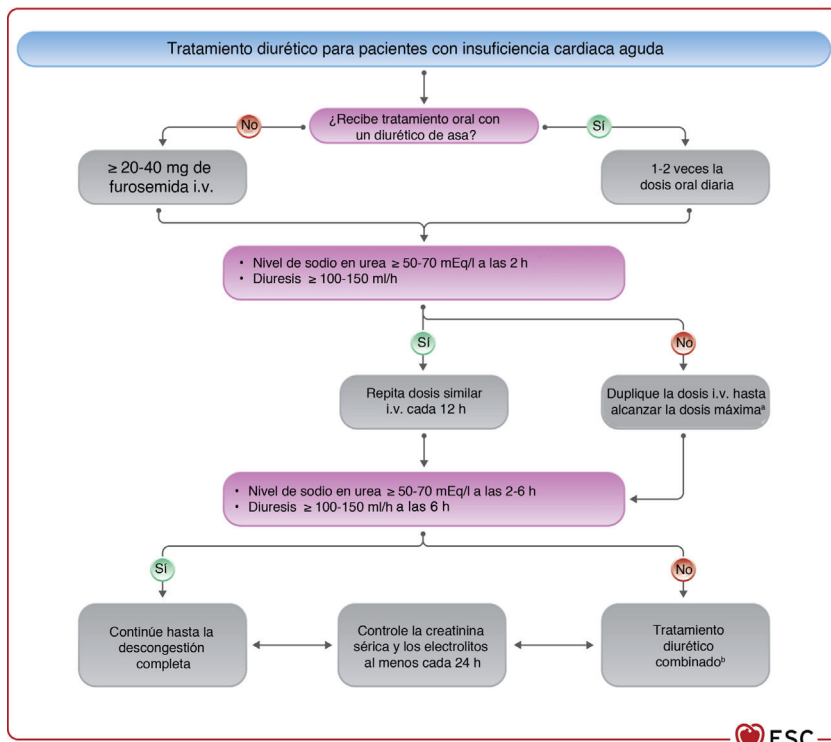 Tratamiento diurético para pacientes con insuficiencia cardiaca aguda
¿Recibe tratamiento oral con
un diurético de asa?
No
Sí
≥ 20-40 mg de
furosemida i.v.
1-2 veces la
dosis oral diaria
• Nivel de sodio en urea ≥ 50-70 mEq/l a las 2 h
• Diuresis ≥ 100-150 ml/h
Sí
No
Repita dosis similar
i.v. cada 12 h
Duplique la dosis i.v. hasta
alcanzar la dosis máximaᵃ
• Nivel de sodio en urea ≥ 50-70 mEq/l a las 2-6 h
• Diuresis ≥ 100-150 ml/h a las 6 h
Sí
No
Continúe hasta la
descongestión
completa
Controle la creatinina
sérica y los electrolitos
al menos cada 24 h
Tratamiento
diurético
combinadoᵇ
ESC